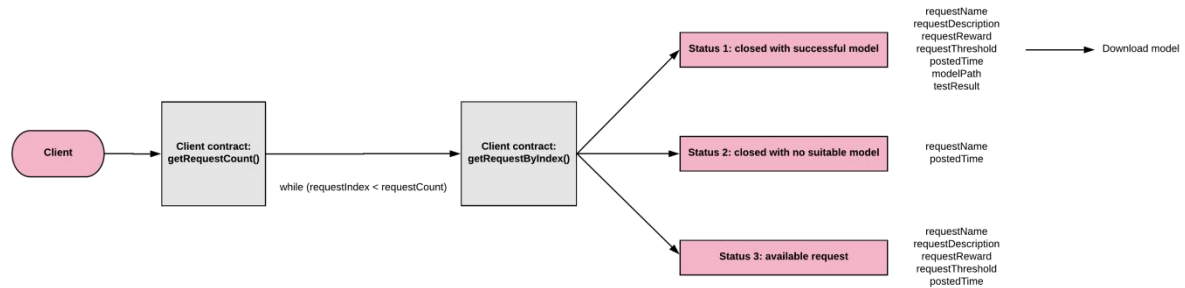 Client
Client contract:
getRequestCount()
while (requestIndex < requestCount)
Client contract:
getRequestByIndex()
Status 1: closed with successful model
requestName
requestDescription
requestReward
requestThreshold
postedTime
modelPath
testResult
Download model
Status 2: closed with no suitable model
requestName
postedTime
Status 3: available request
requestName
requestDescription
requestReward
requestThreshold
postedTime